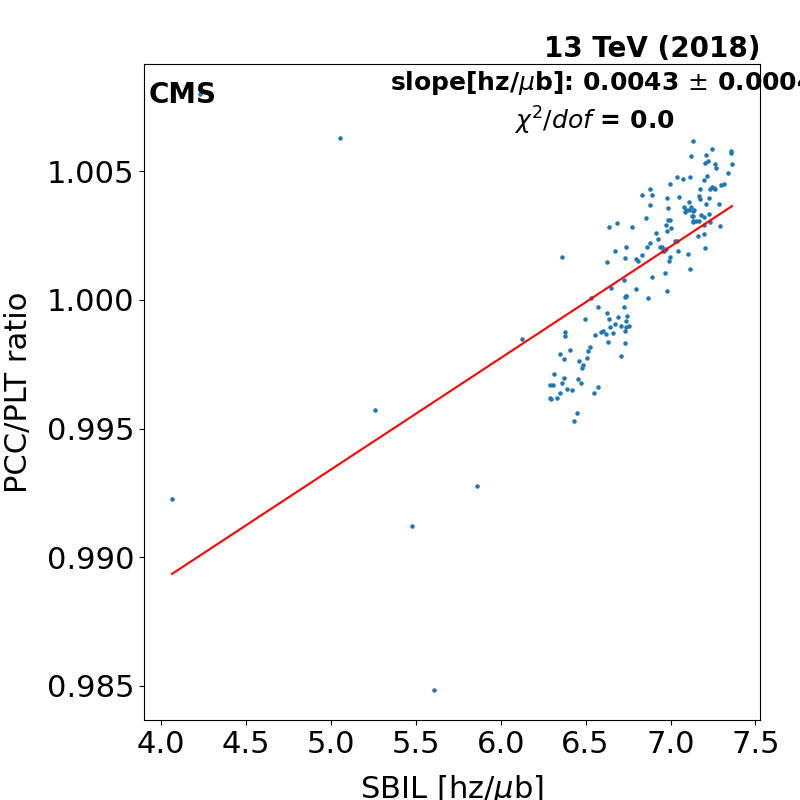 13 TeV (2018)
CMS
slope[hz/μb]: 0.0043 ± 0.0004
χ²/dof = 0.0
PCC/PLT ratio
1.005
1.000
0.995
0.990
0.985
4.0 4.5 5.0 5.5 6.0 6.5 7.0 7.5
SBIL [hz/μb]